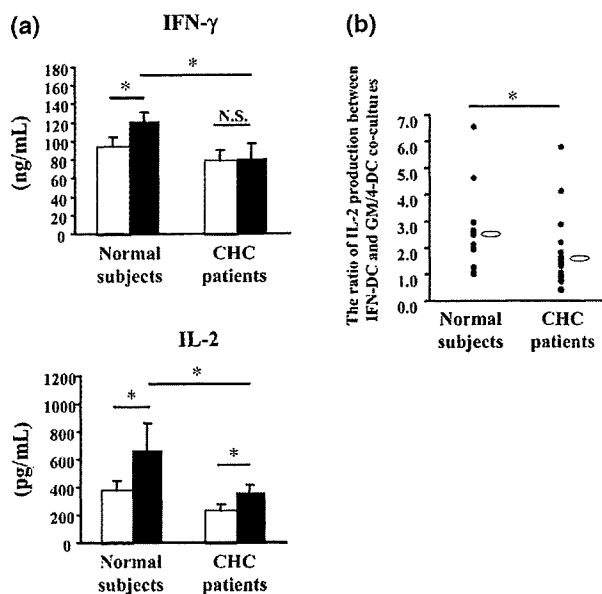 (a)
IFN-γ
(ng/mL)
180
160
140
120
100
80
60
40
20
0
*
*
N.S.
Normal
subjects
CHC
patients
IL-2
(pg/mL)
1200
1000
800
600
400
200
0
*
*
*
Normal
subjects
CHC
patients
(b)
The ratio of IL-2 production between
IFN-DC and GM/4-DC co-cultures
*
7.0
6.0
5.0
4.0
3.0
2.0
1.0
0.0
Normal
subjects
CHC
patients